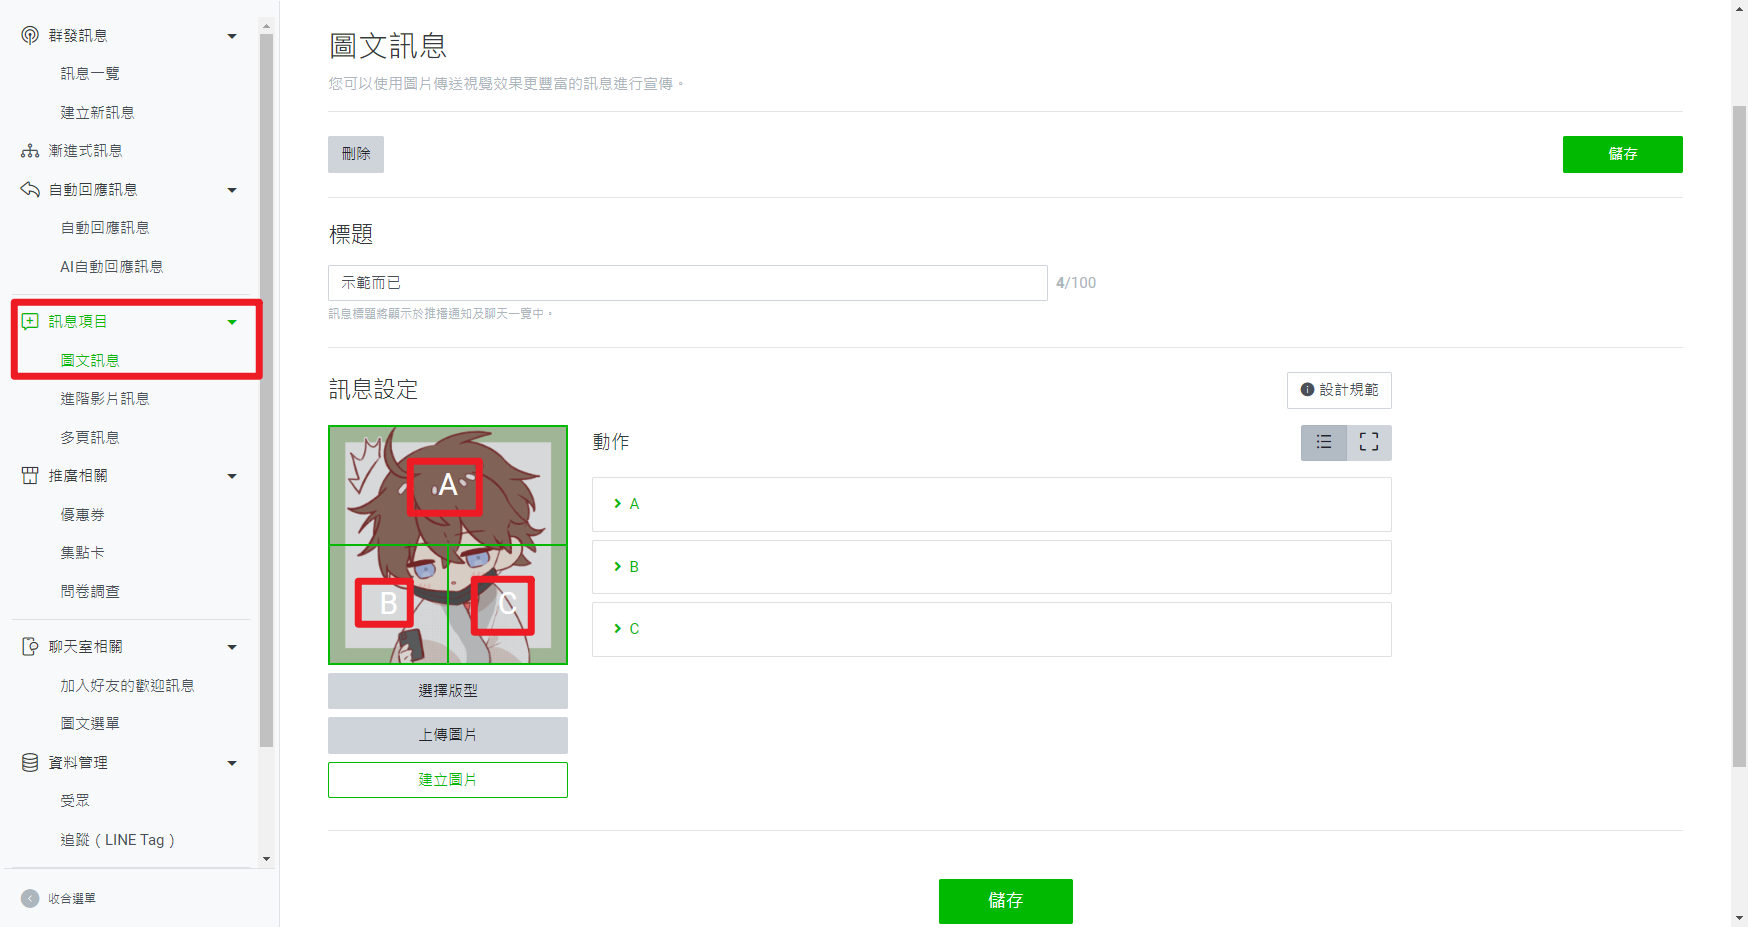 群發訊息
訊息一覽
建立新訊息
漸進式訊息
自動回應訊息
自動回應訊息
AI自動回應訊息
訊息項目
圖文訊息
進階影片訊息
多頁訊息
推廣相關
優惠券
集點卡
問卷調查
聊天室相關
加入好友的歡迎訊息
圖文選單
資料管理
受眾
追蹤（LINE Tag）
收合選單
圖文訊息
您可以使用圖片傳送視覺效果更豐富的訊息進行宣傳。
刪除
儲存
標題
示範而已
4/100
訊息標題將顯示於推播通知及聊天一覽中。
訊息設定
設計規範
A
B
C
動作
A
B
C
選擇版型
上傳圖片
建立圖片
儲存